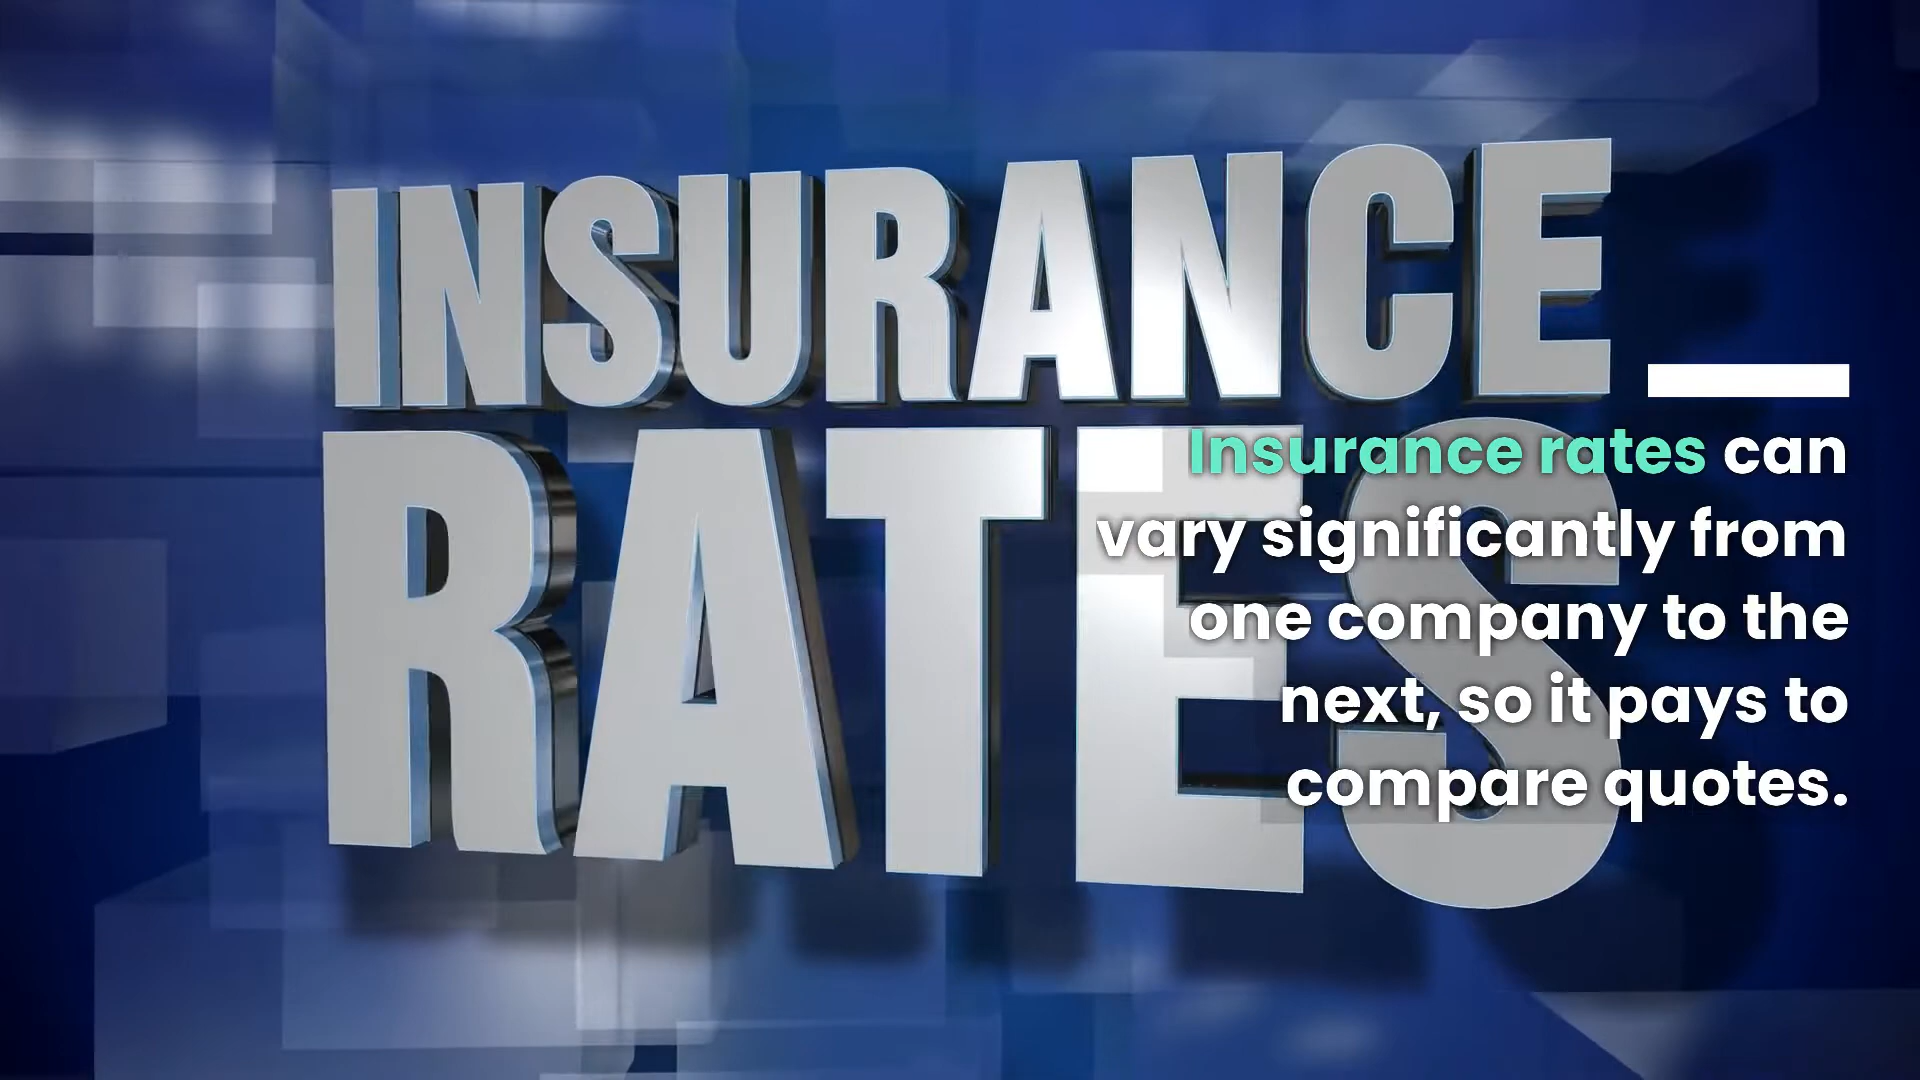 INSURANCE
RATES
Insurance rates can
vary significantly from
one company to the
next, so it pays to
compare quotes.